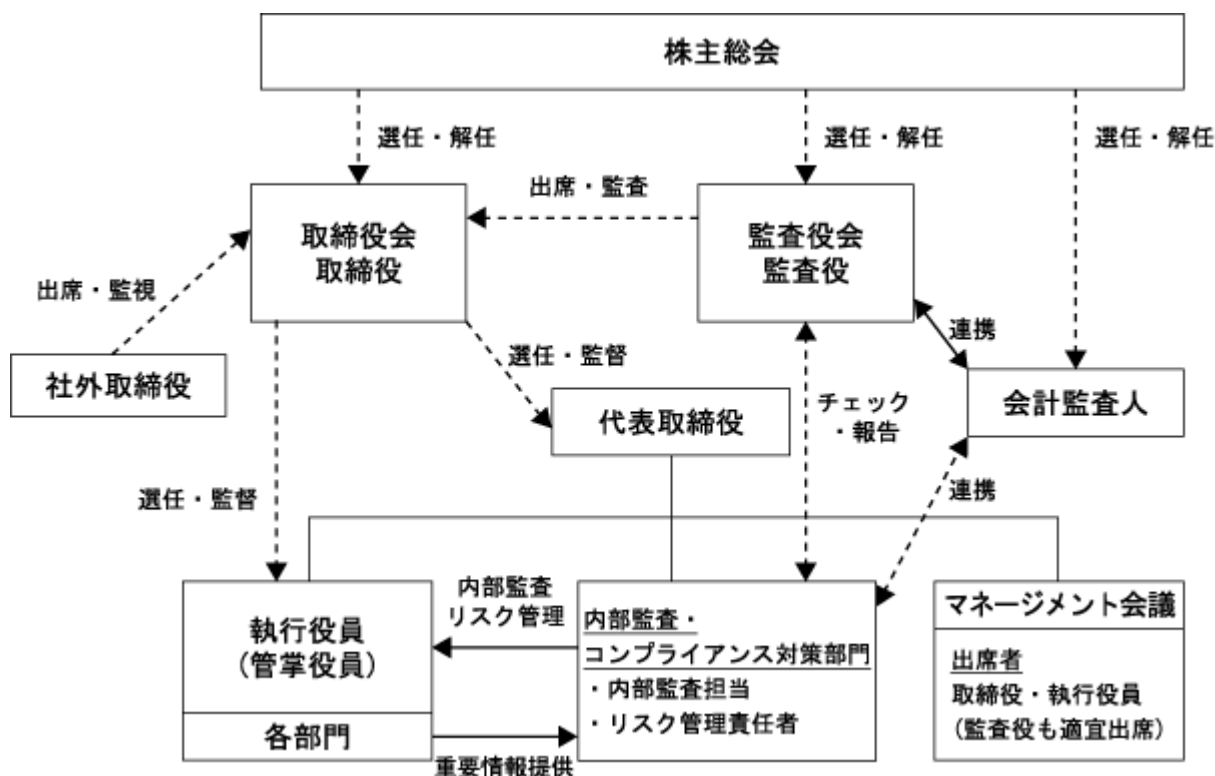 株主総会
選任・解任
選任・解任
選任・解任
出席・監査
取締役会
取締役
監査役会
監査役
出席・監視
連携
選任・監督
社外取締役
代表取締役
チェック
・報告
会計監査人
選任・監督
連携
内部監査
リスク管理
執行役員
(管掌役員)
各部門
重要情報提供
内部監査・
コンプライアンス対策部門
・内部監査担当
・リスク管理責任者
マネージメント会議
出席者
取締役・執行役員
(監査役も適宜出席)